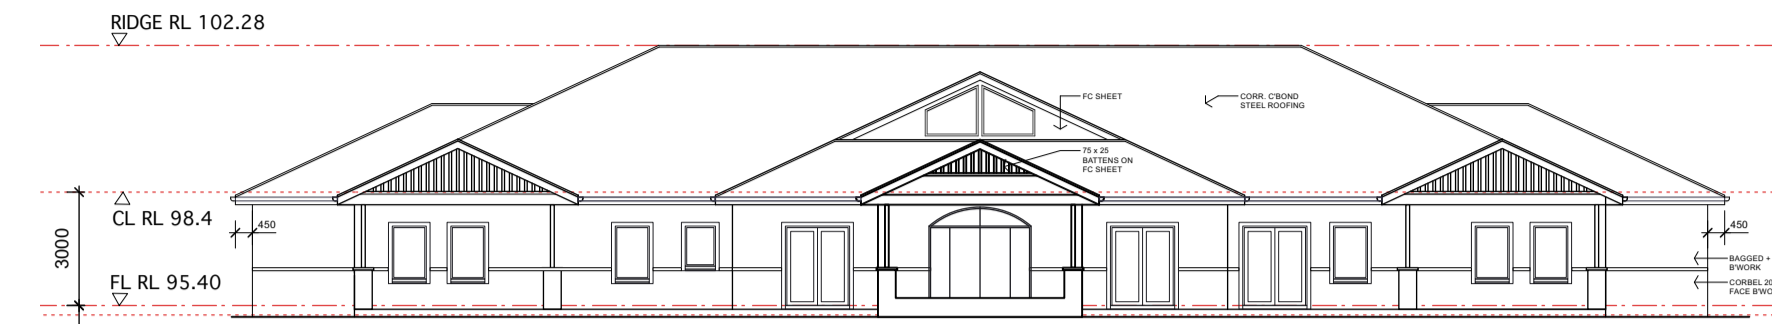 RIDGE RL 102.28
FC SHEET
CORR. C'BOND
STEEL ROOFING
75 x 25
BATTENS ON
FC SHEET
CL RL 98.4
450
450
3000
BAGGED +
B'WORK
FL RL 95.40
CORBEL 20
FACE B'WO